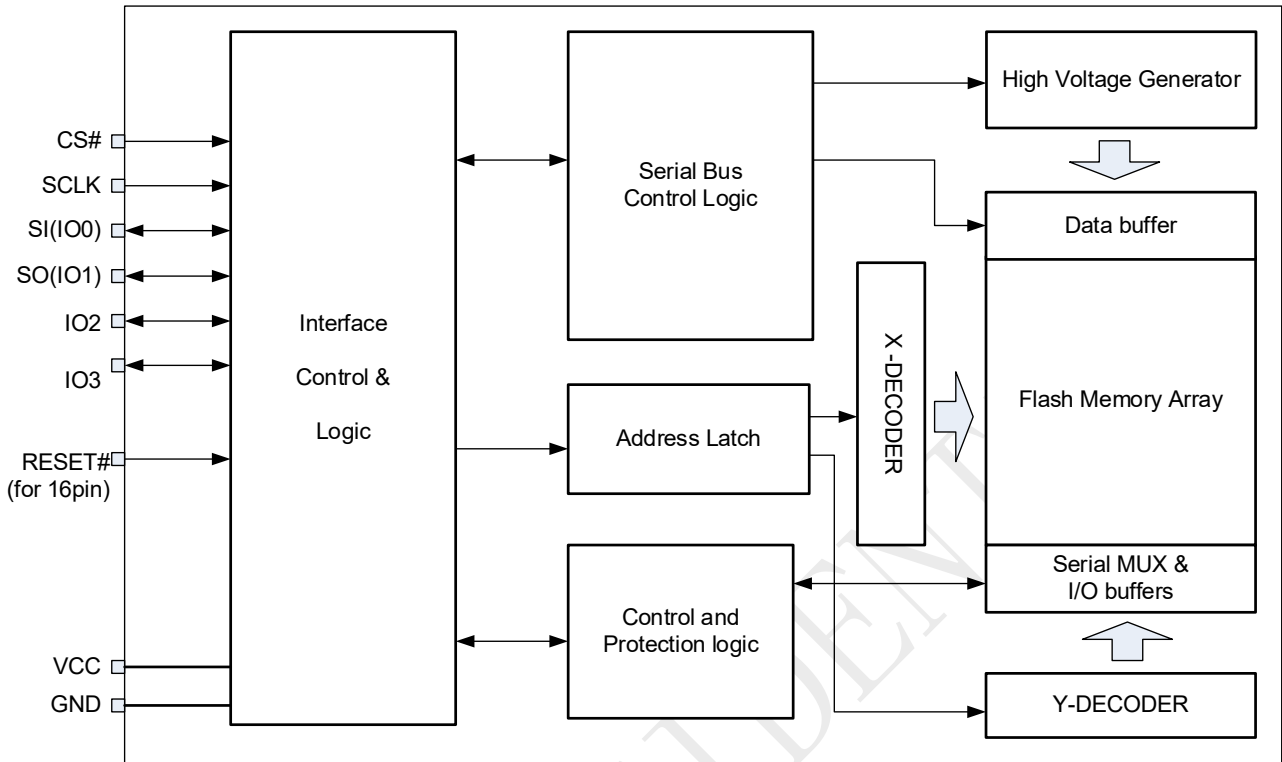 CS#
SCLK
SI(IO0)
SO(IO1)
IO2
IO3
RESET#
(for 16pin)
VCC
GND
Interface
Control &
Logic
Serial Bus
Control Logic
Address Latch
Control and
Protection logic
X -DECODER
High Voltage Generator
Data buffer
Flash Memory Array
Serial MUX &
I/O buffers
Y-DECODER